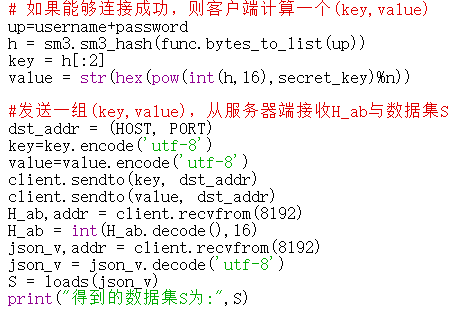 # 如果能够连接成功，则客户端计算一个(key,value)
up=username+password
h = sm3.sm3_hash(func.bytes_to_list(up))
key = h[:2]
value = str(hex(pow(int(h,16),secret_key)%n))
#发送一组(key,value)，从服务器端接收H_ab与数据集S
dst_addr = (HOST, PORT)
key=key.encode('utf-8')
value=value.encode('utf-8')
client.sendto(key, dst_addr)
client.sendto(value, dst_addr)
H_ab,addr = client.recvfrom(8192)
H_ab = int(H_ab.decode(),16)
json_v,addr = client.recvfrom(8192)
json_v = json_v.decode('utf-8')
S = loads(json_v)
print("得到的数据集S为:",S)